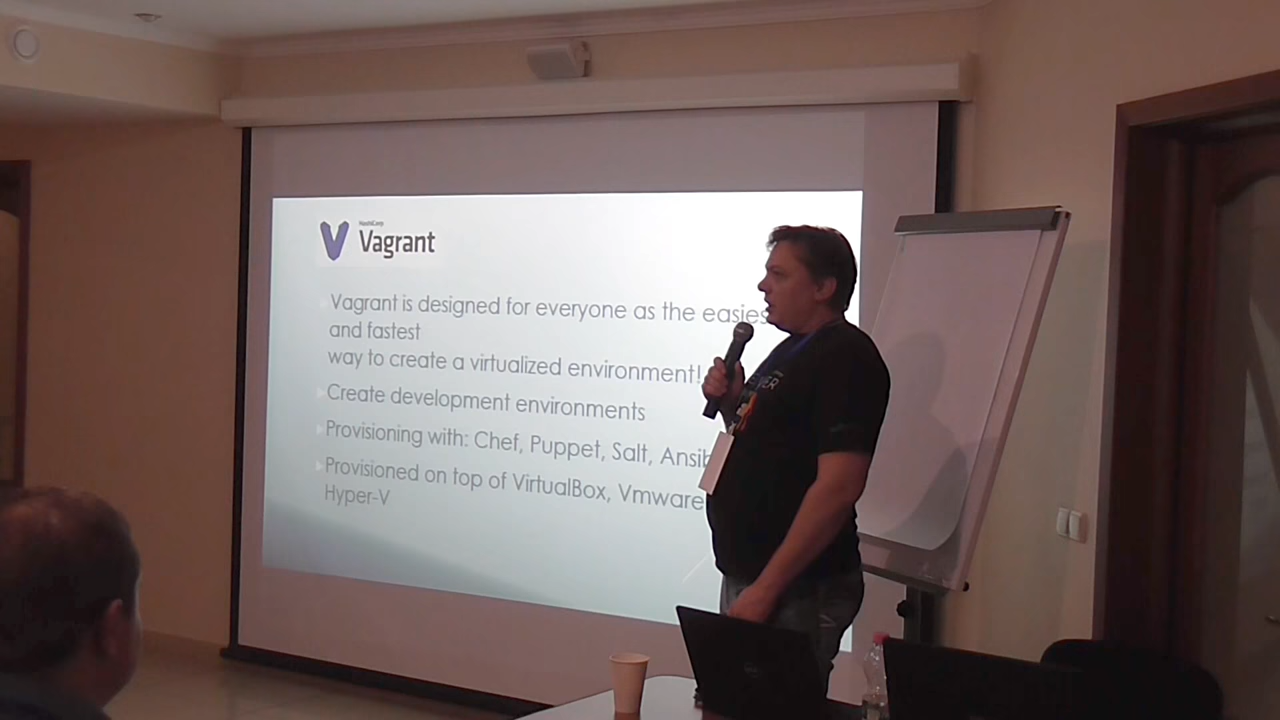 HashiCorp
Vagrant
Vagrant is designed for everyone as the easies
and fastest
way to create a virtualized environment!
Create development environments
Provisioning with: Chef, Puppet, Salt, Ansib
Provisioned on top of VirtualBox, Vmware
Hyper-V